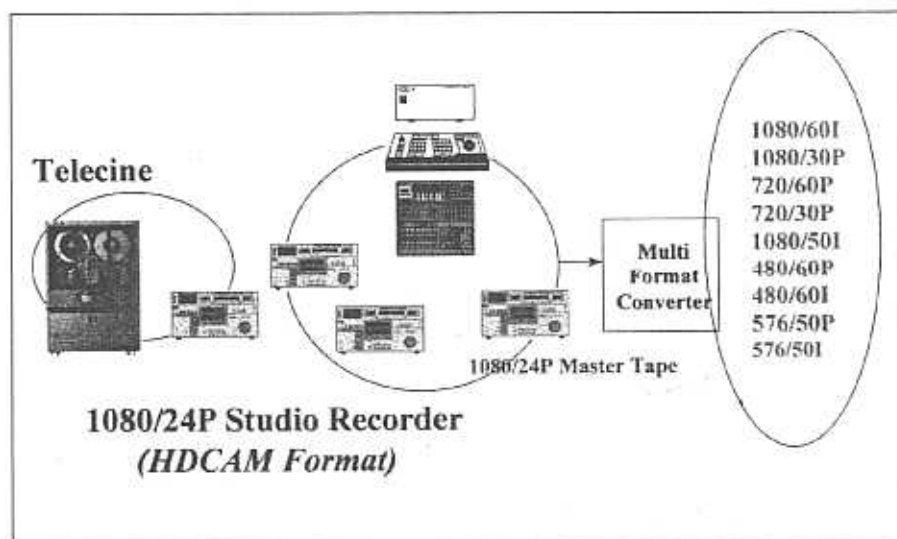 Telecine
1080/24P Studio Recorder
(HDCAM Format)
1080/24P Master Tape
Multi
Format
Converter
1080/60I
1080/30P
720/60P
720/30P
1080/50I
480/60P
480/60I
576/50P
576/50I